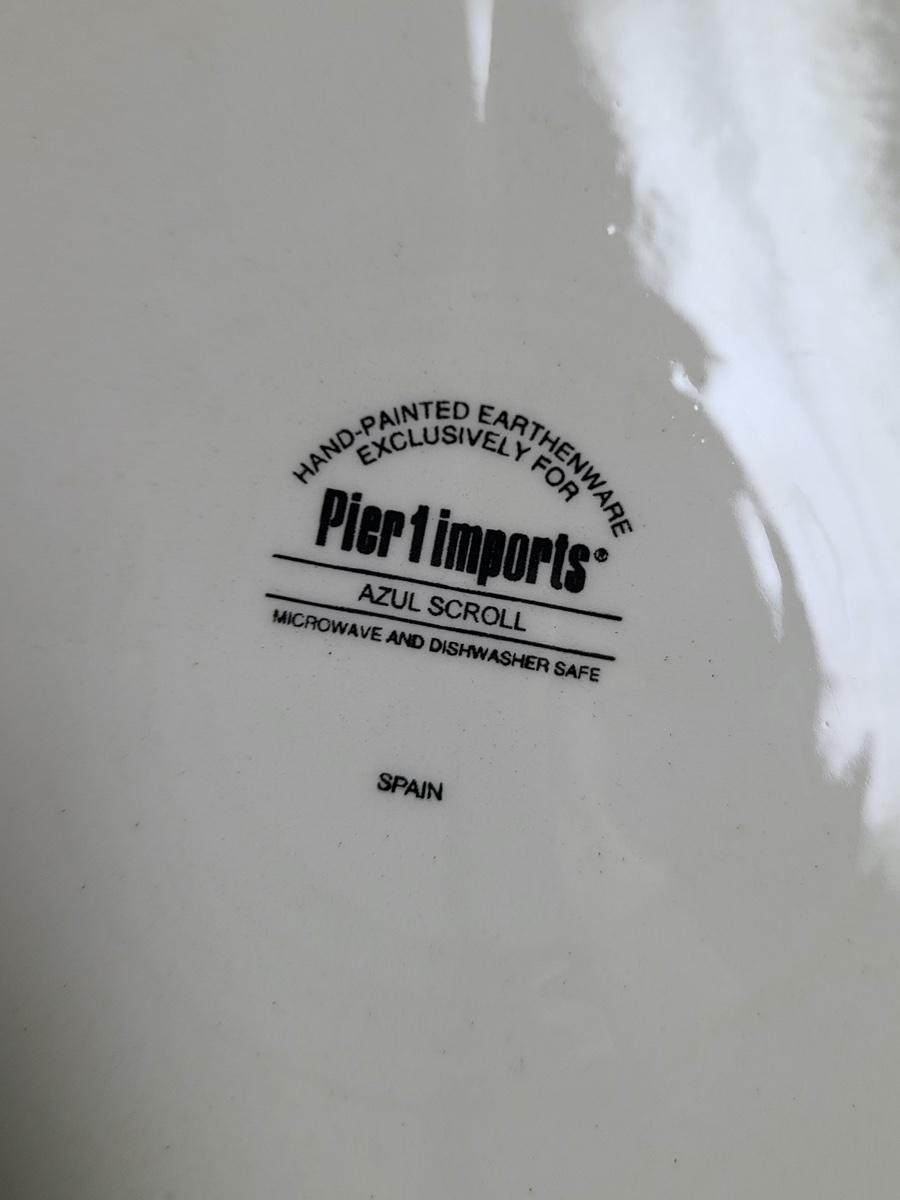 HAND-PAINTED EARTHENWARE
EXCLUSIVELY FOR
Pier 1 imports®
AZUL SCROLL
MICROWAVE AND DISHWASHER SAFE
SPAIN